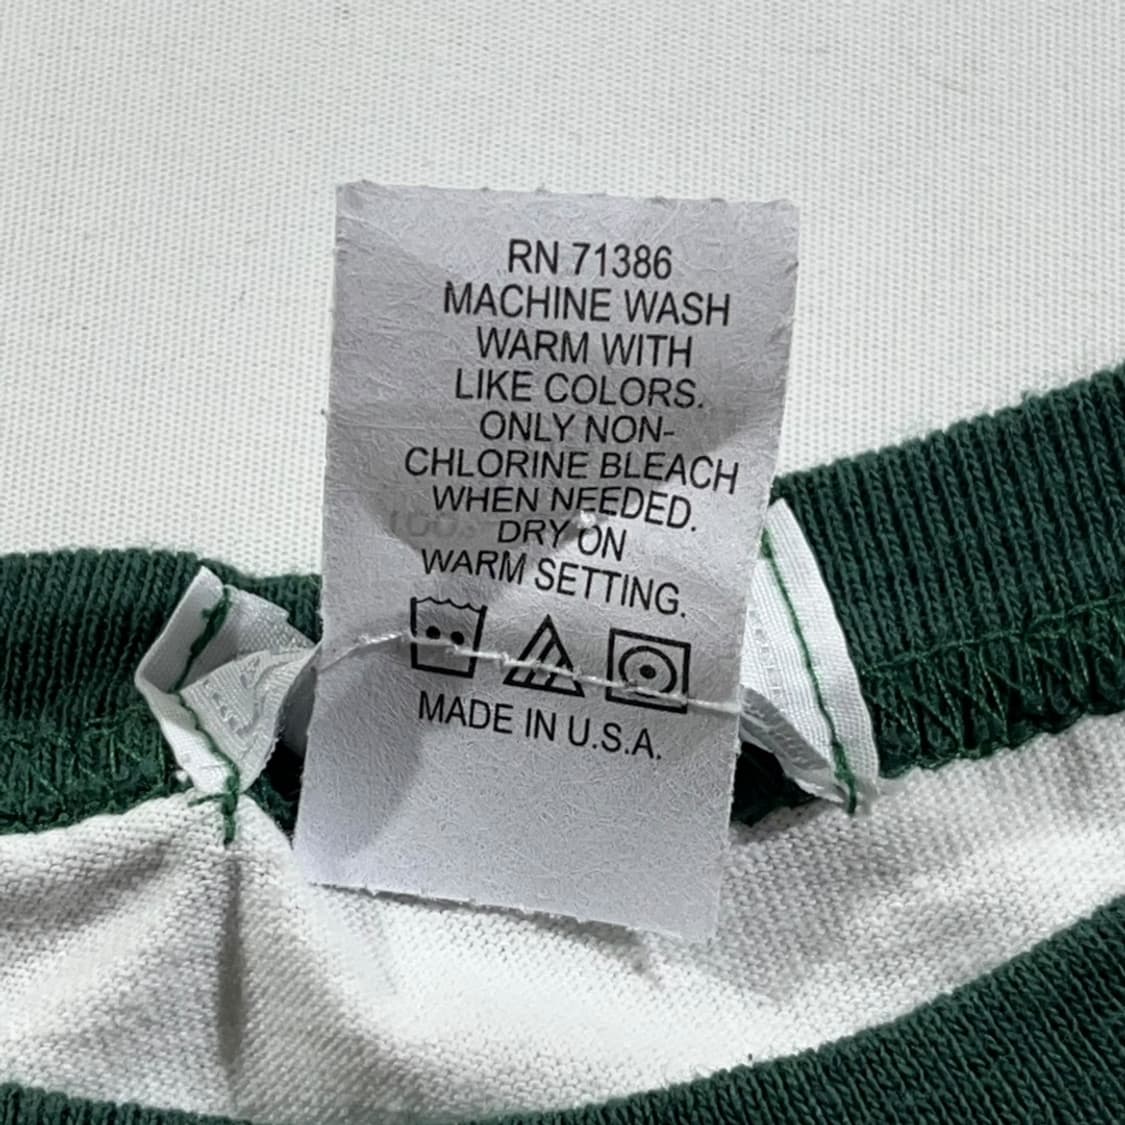 RN 71386
MACHINE WASH
WARM WITH
LIKE COLORS.
ONLY NON-
CHLORINE BLEACH
WHEN NEEDED.
DRY ON
WARM SETTING.
MADE IN U.S.A.